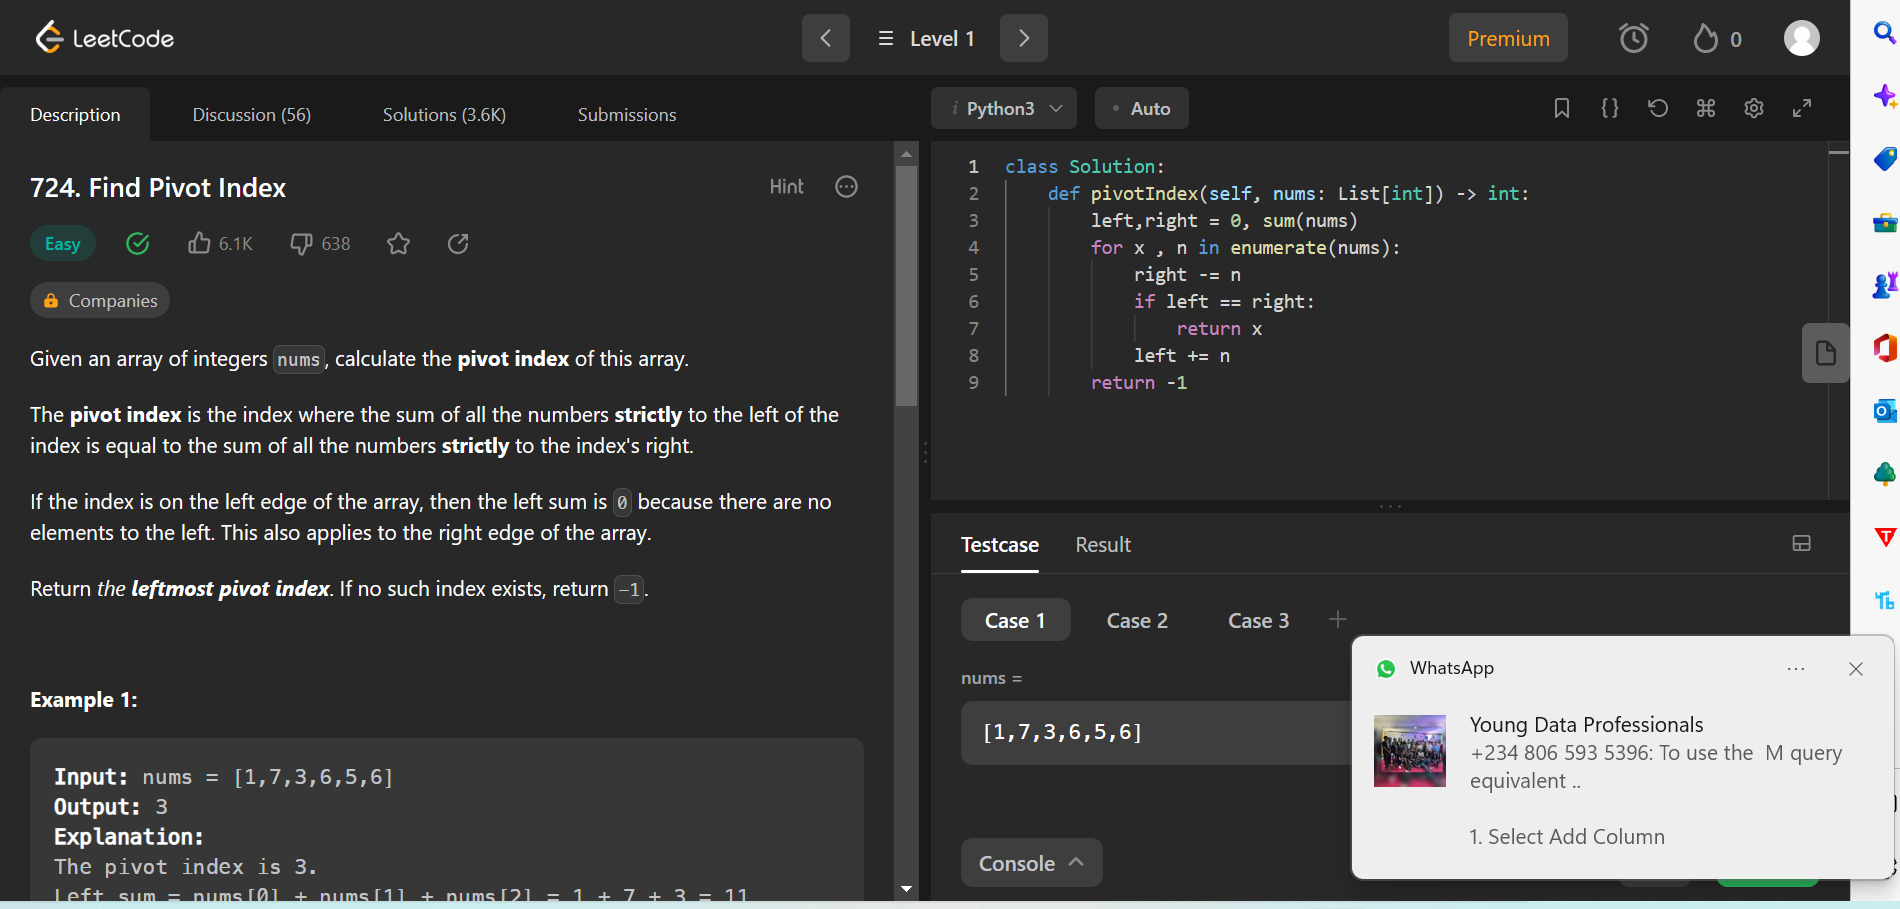 LeetCode
Level 1
Premium
0
Description
Discussion (56)
Solutions (3.6K)
Submissions
724. Find Pivot Index
Hint
Easy
6.1K
638
Companies
Given an array of integers nums, calculate the pivot index of this array.
The pivot index is the index where the sum of all the numbers strictly to the left of the
index is equal to the sum of all the numbers strictly to the index's right.
If the index is on the left edge of the array, then the left sum is 0 because there are no
elements to the left. This also applies to the right edge of the array.
Return the leftmost pivot index. If no such index exists, return -1.
Example 1:
Input: nums = [1,7,3,6,5,6]
Output: 3
Explanation:
The pivot index is 3.
Left sum = nums[0] + nums[1] + nums[2] = 1 + 7 + 3 = 11
i Python3
• Auto
1 class Solution:
2 def pivotIndex(self, nums: List[int]) -> int:
3 left,right = 0, sum(nums)
4 for x , n in enumerate(nums):
5 right -= n
6 if left == right:
7 return x
8 left += n
9 return -1
Testcase
Result
Case 1
Case 2
Case 3
nums =
[1,7,3,6,5,6]
Console
WhatsApp
Young Data Professionals
+234 806 593 5396: To use the M query
equivalent ..
1. Select Add Column